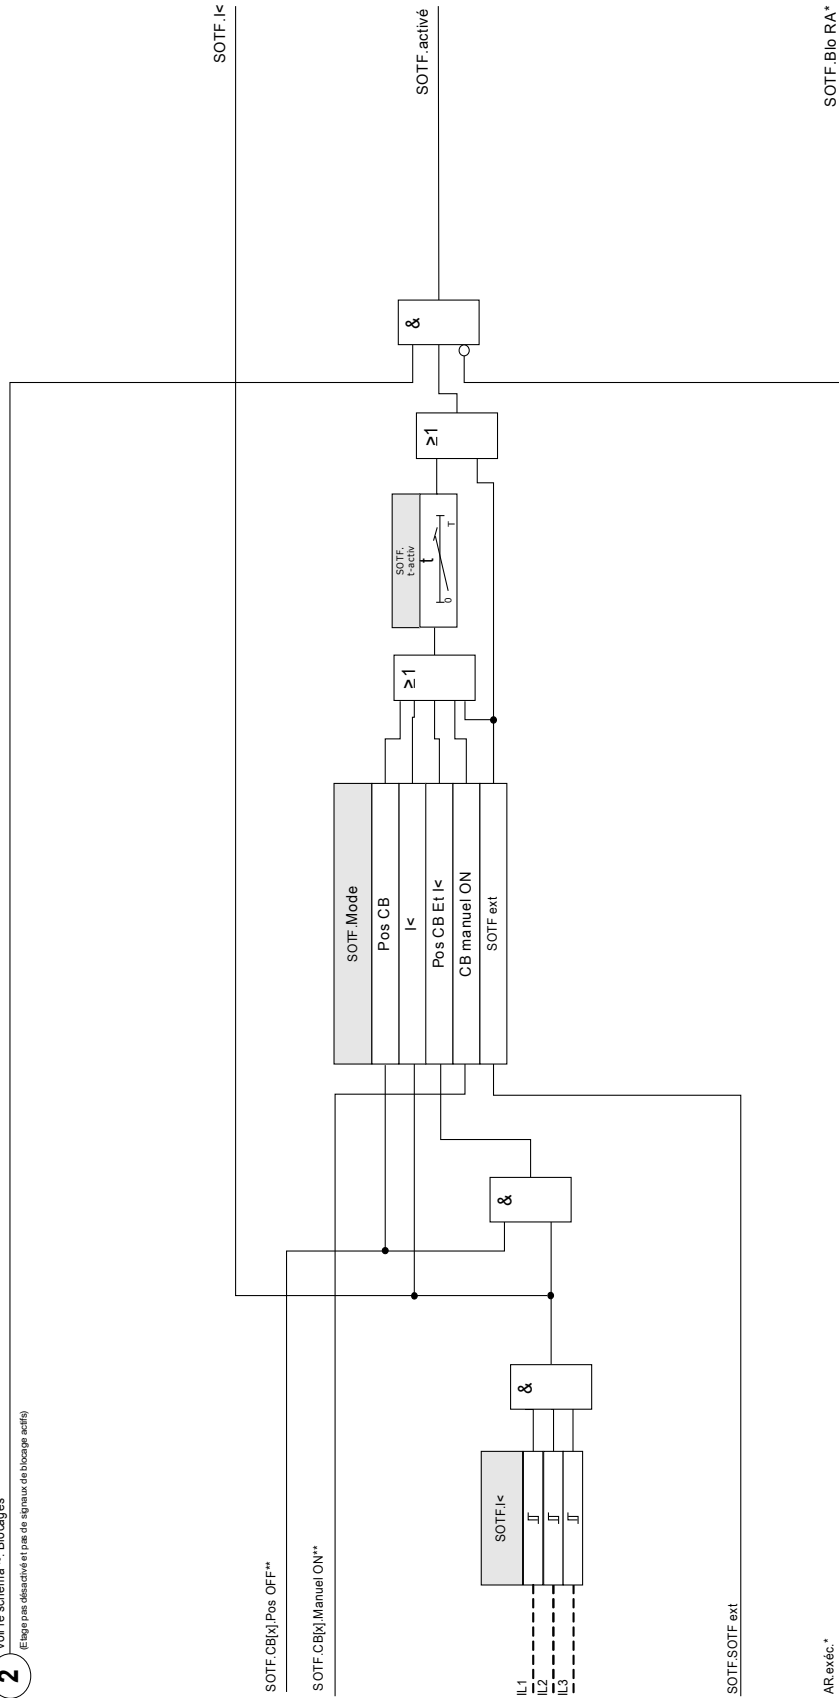 2
Voir le schéma : Blocages
(Etage pas désactivé et pas de signaux de blocage actifs)
SOTF.I<
SOTF.CB[x].Pos OFF**
SOTF.CB[x].Manuel ON**
SOTF.I<
IL1
IL2
IL3
&
&
SOTF.Mode
Pos CB
I<
Pos CB Et I<
CB manuel ON
SOTF ext
≥1
SOTF.
t-activ
t
0
T
≥1
&
SOTF.activé
SOTF.SOTF ext
AR.exéc.*
SOTF.Blo RA*